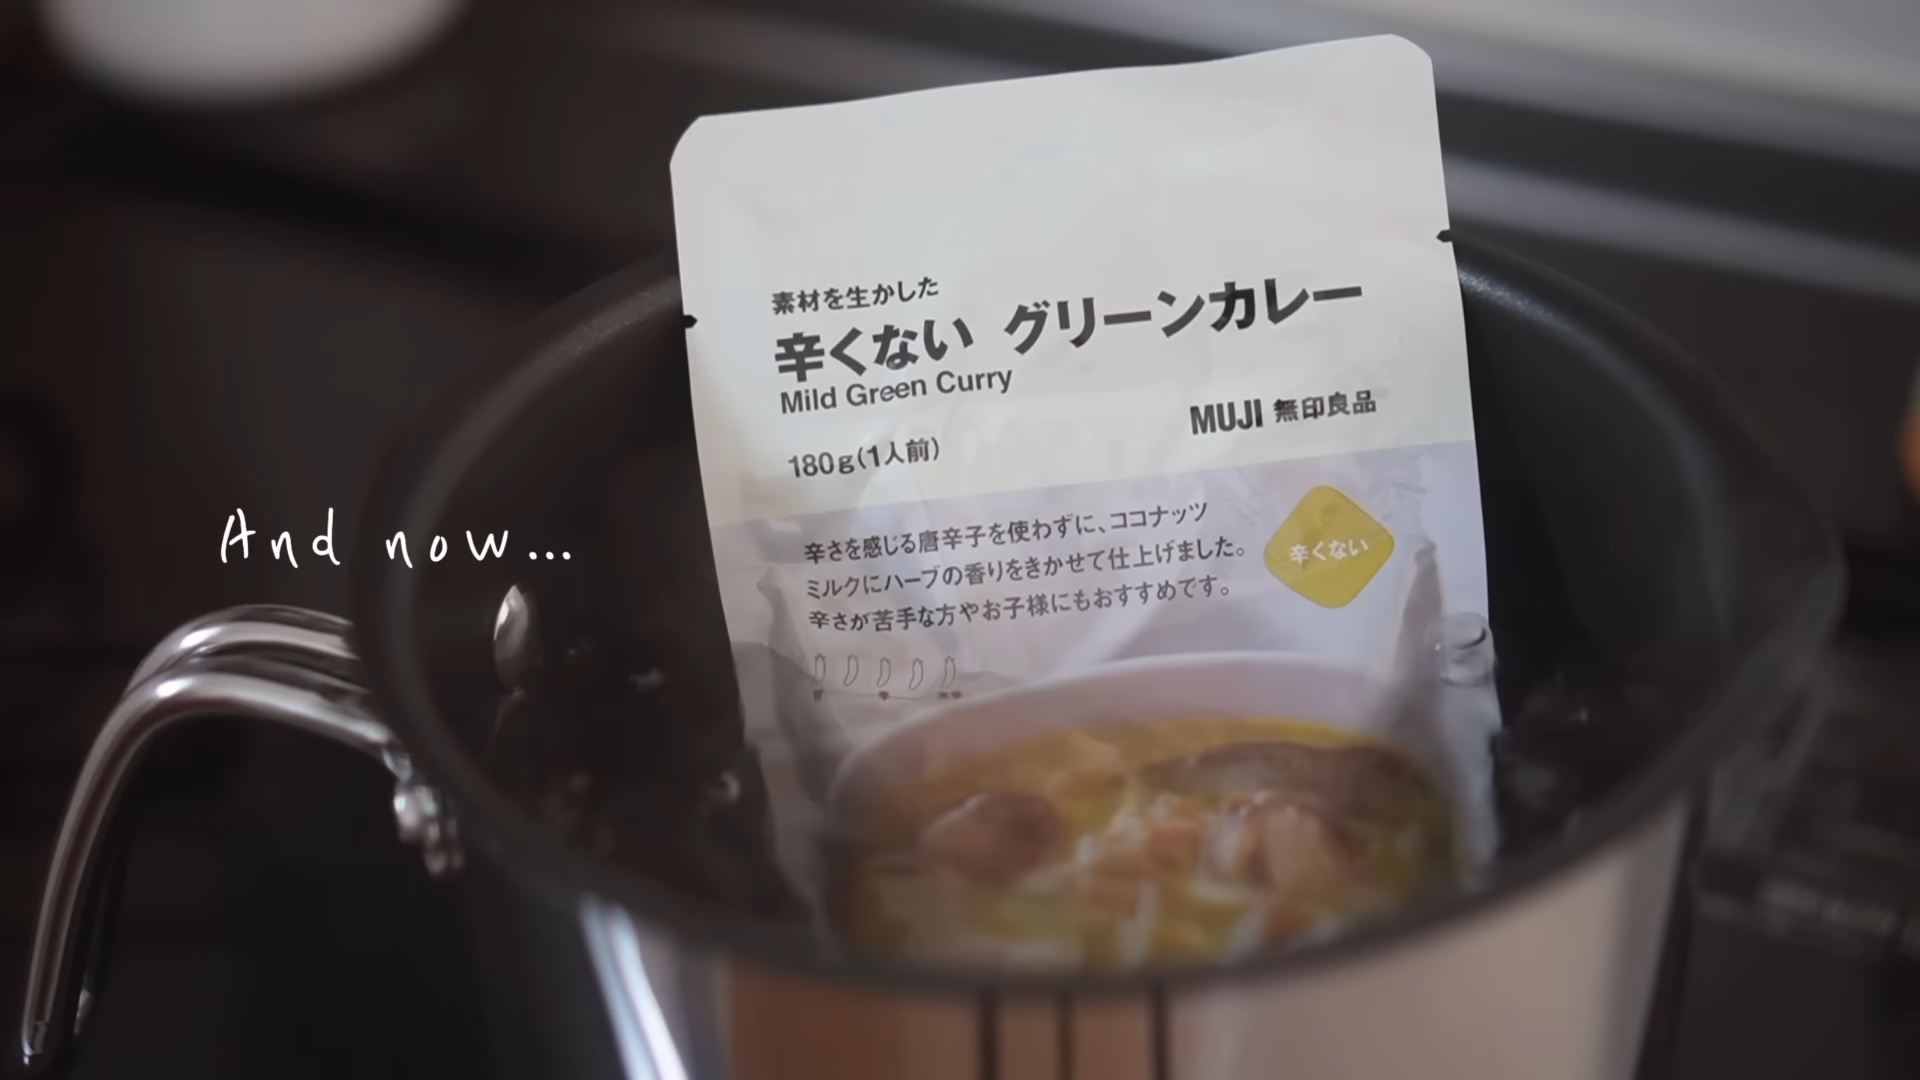 素材を生かした
辛くない グリーンカレー
Mild Green Curry
180g(1人前)
MUJI 無印良品
辛さを感じる唐辛子を使わずに、ココナッツ
ミルクにハーブの香りをきかせて仕上げました。
辛さが苦手な方やお子様にもおすすめです。
辛くない
And now...